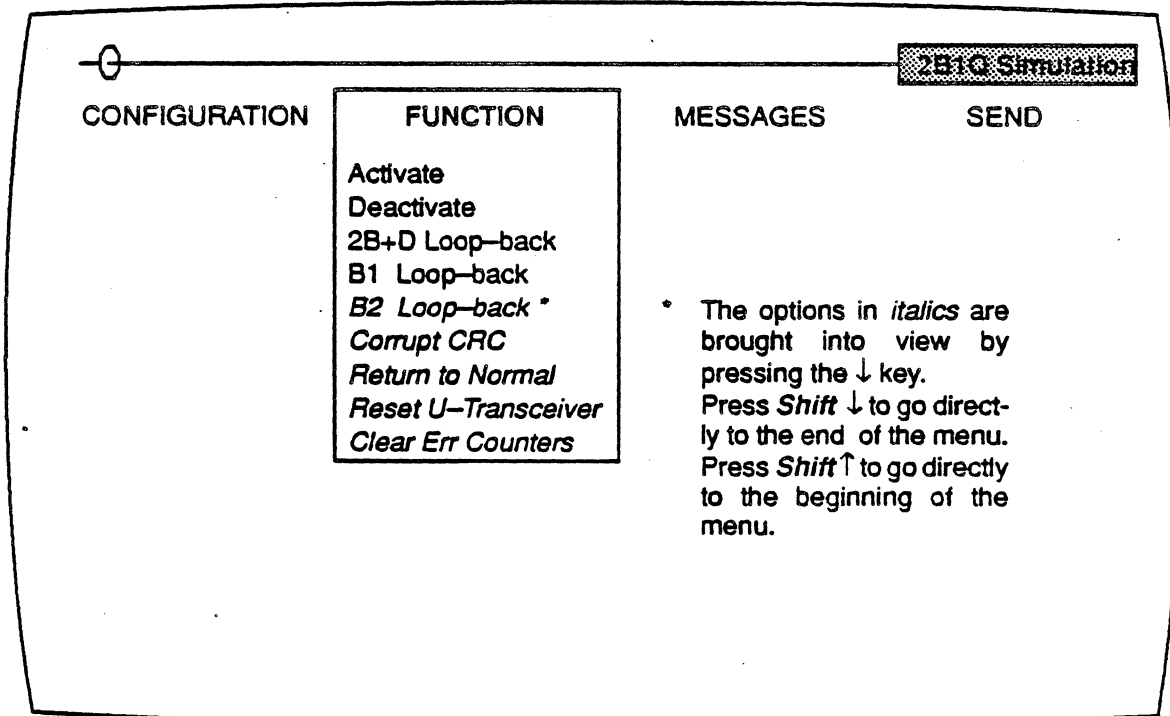 2B1Q Simulation
CONFIGURATION FUNCTION MESSAGES SEND
Activate
Deactivate
2B+D Loop–back
B1 Loop–back
B2 Loop–back *
Corrupt CRC
Return to Normal
Reset U–Transceiver
Clear Err Counters
* The options in italics are
brought into view by
pressing the ↓ key.
Press Shift ↓ to go direct-
ly to the end of the menu.
Press Shift ↑ to go directly
to the beginning of the
menu.